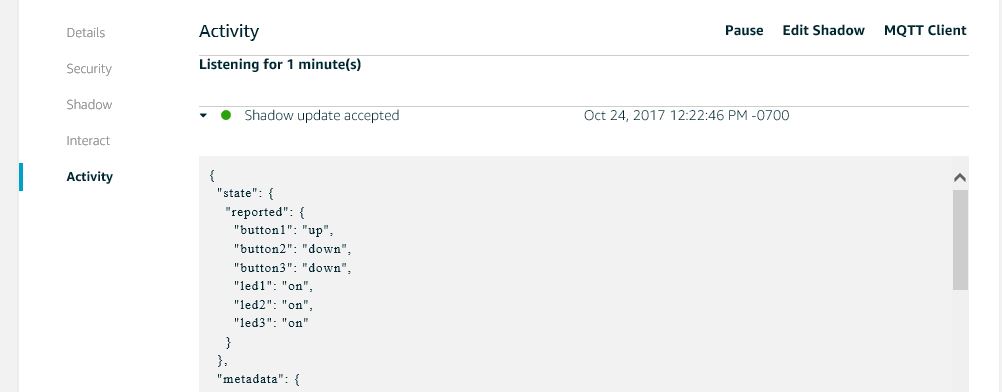 Details
Security
Shadow
Interact
Activity
Activity
Pause Edit Shadow MQTT Client
Listening for 1 minute(s)
Shadow update accepted Oct 24, 2017 12:22:46 PM -0700
{
"state": {
"reported": {
"button1": "up",
"button2": "down",
"button3": "down",
"led1": "on",
"led2": "on",
"led3": "on"
}
},
"metadata": {